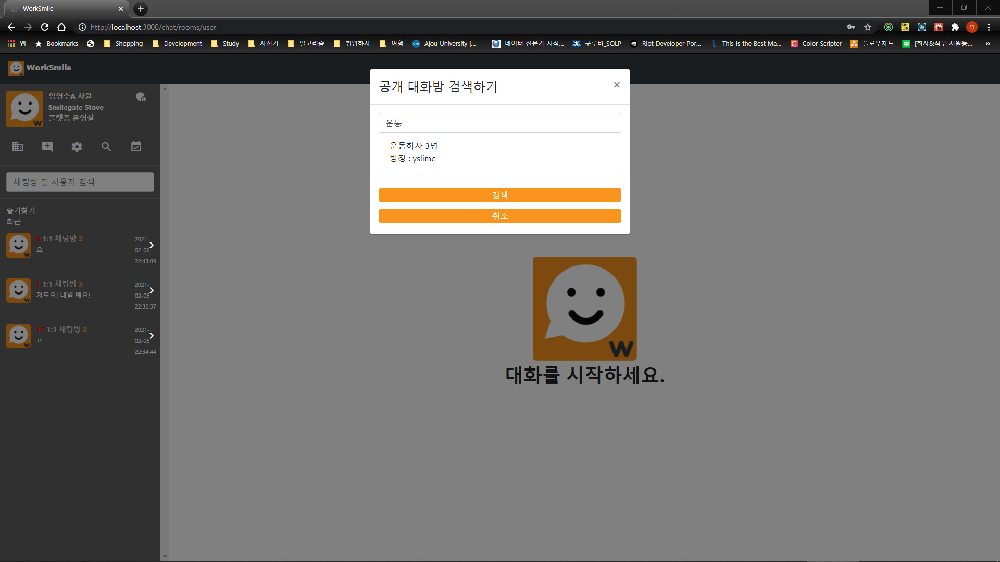 WorkSmile
http://localhost:3000/chat/rooms/user
영
앱 Bookmarks Shopping Development Study 자전거 알고리즘 취업하자 여행 Ajou University |... 데이터 전문가 지식... 구루비_SQLP Riot Developer Por... This Is the Best Ma... Color Scripter 플로우차트 [회사&직무 지원동... »
WorkSmile
임영수A 사원
Smilegate Stove
플랫폼 운영실
W
채팅방 및 사용자 검색
즐겨찾기
최근
0 1:1 채팅방 2
요
2021-
02-06
22:43:09
W
1 1:1 채팅방 2
저도요! 내일 봬요!
2021-
02-06
22:36:37
W
12 1:1 채팅방 2
ㅇ
2021-
02-06
22:34:44
W
공개 대화방 검색하기
×
운동
운동하자 3명
방장 : yslimc
검색
취소
W
대화를 시작하세요.